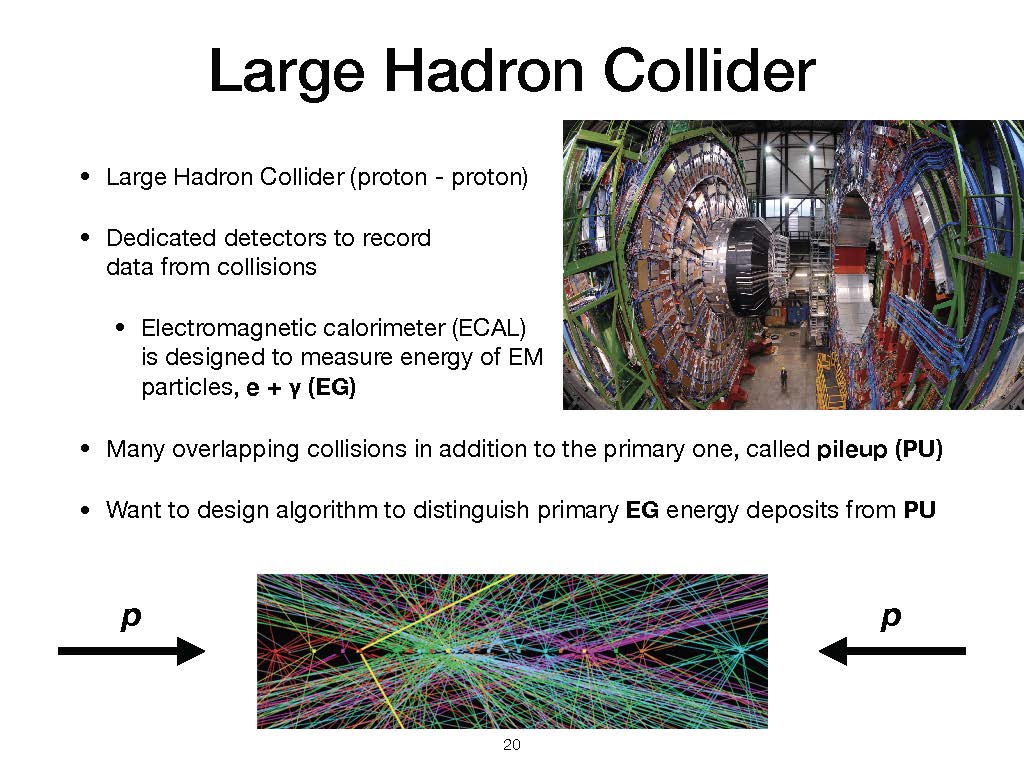 Large Hadron Collider
• Large Hadron Collider (proton - proton)
• Dedicated detectors to record
data from collisions
• Electromagnetic calorimeter (ECAL)
is designed to measure energy of EM
particles, e + γ (EG)
• Many overlapping collisions in addition to the primary one, called pileup (PU)
• Want to design algorithm to distinguish primary EG energy deposits from PU
p
p
20